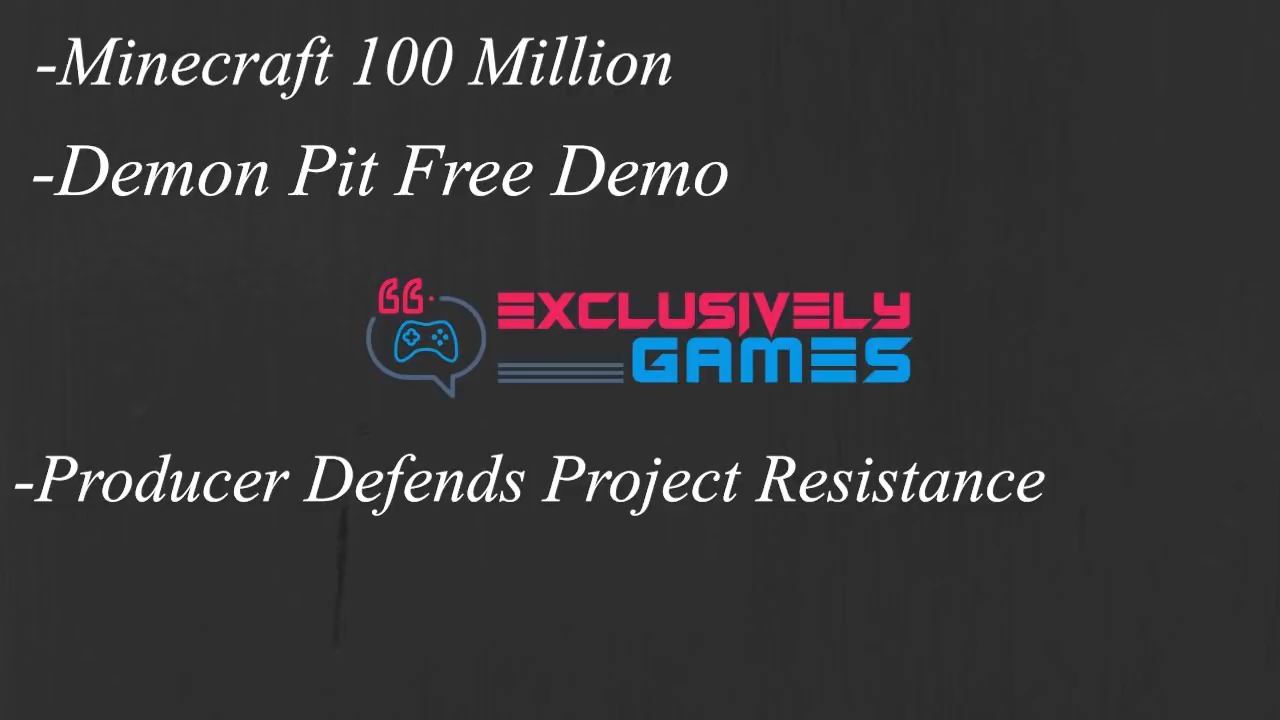 -Minecraft 100 Million
-Demon Pit Free Demo
EXCLUSIVELY
GAMES
-Producer Defends Project Resistance